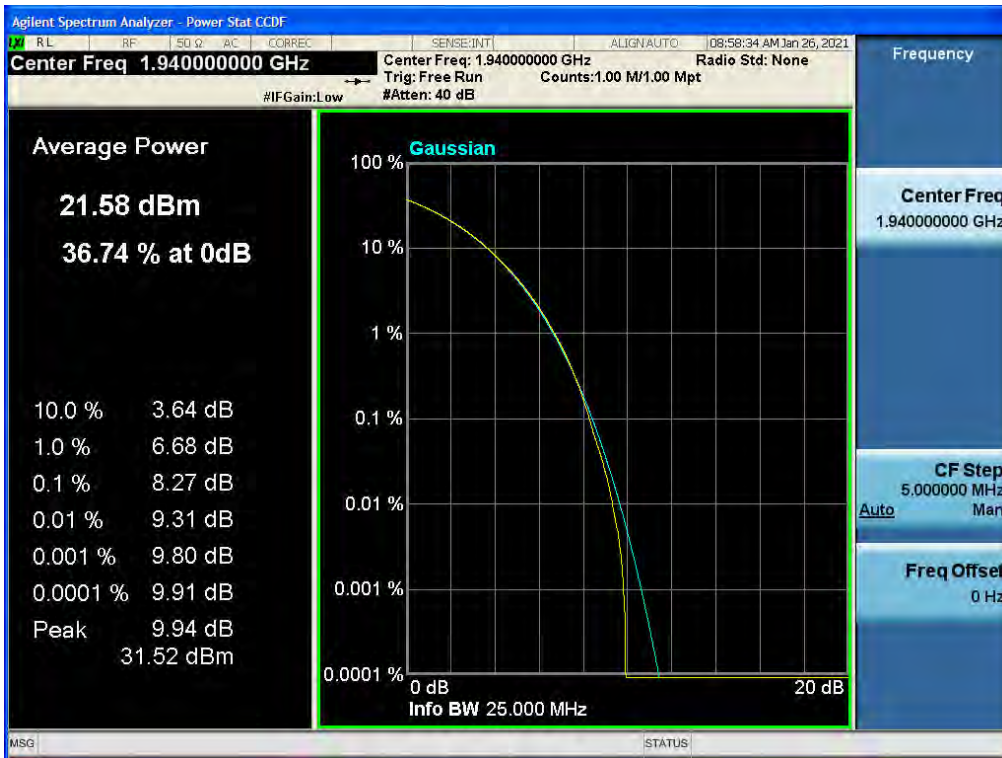 Agilent Spectrum Analyzer - Power Stat CCDF
LXI RL RF 50 Ω AC CORREC SENSE:INT ALIGNAUTO 08:58:34 AM Jan 26, 2021
Center Freq 1.940000000 GHz
Center Freq: 1.940000000 GHz Radio Std: None
Trig: Free Run Counts:1.00 M/1.00 Mpt
#IFGain:Low #Atten: 40 dB
Average Power
21.58 dBm
36.74 % at 0dB
10.0 % 3.64 dB
1.0 % 6.68 dB
0.1 % 8.27 dB
0.01 % 9.31 dB
0.001 % 9.80 dB
0.0001 % 9.91 dB
Peak 9.94 dB
31.52 dBm
Gaussian
100 %
10 %
1 %
0.1 %
0.01 %
0.001 %
0.0001 %
0 dB 20 dB
Info BW 25.000 MHz
Frequency
Center Freq
1.940000000 GHz
CF Step
5.000000 MHz
Auto Man
Freq Offset
0 Hz
MSG STATUS